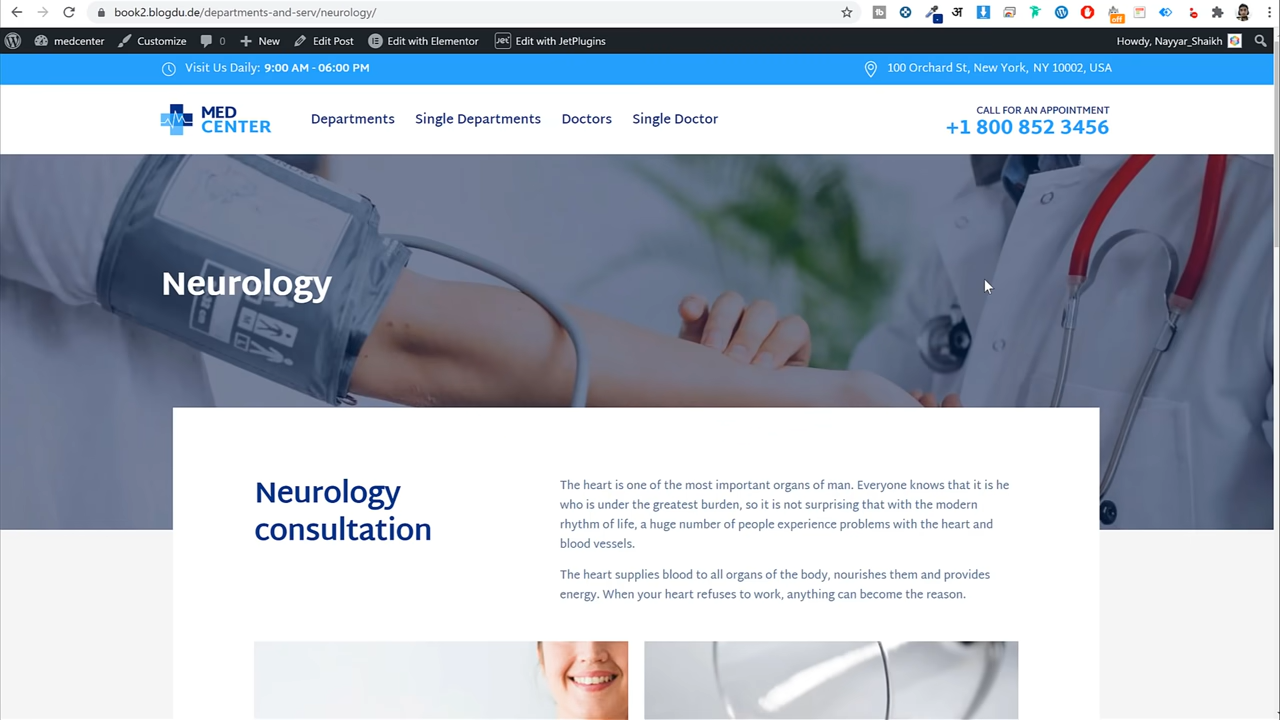 book2.blogdu.de/departments-and-serv/neurology/
अ
off
medcenter
Customize
0
New
Edit Post
Edit with Elementor
JET
Edit with JetPlugins
Howdy, Nayyar_Shaikh
Visit Us Daily: 9:00 AM - 06:00 PM
100 Orchard St, New York, NY 10002, USA
MED
CENTER
Departments
Single Departments
Doctors
Single Doctor
CALL FOR AN APPOINTMENT
+1 800 852 3456
Neurology
Neurology
consultation
The heart is one of the most important organs of man. Everyone knows that it is he
who is under the greatest burden, so it is not surprising that with the modern
rhythm of life, a huge number of people experience problems with the heart and
blood vessels.
The heart supplies blood to all organs of the body, nourishes them and provides
energy. When your heart refuses to work, anything can become the reason.